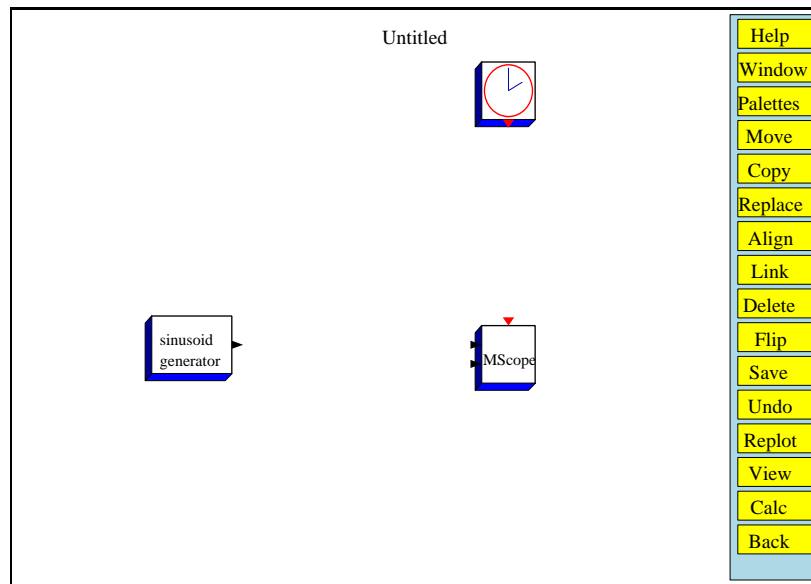 Untitled
sinusoid
generator
MScope
Help
Window
Palettes
Move
Copy
Replace
Align
Link
Delete
Flip
Save
Undo
Replot
View
Calc
Back